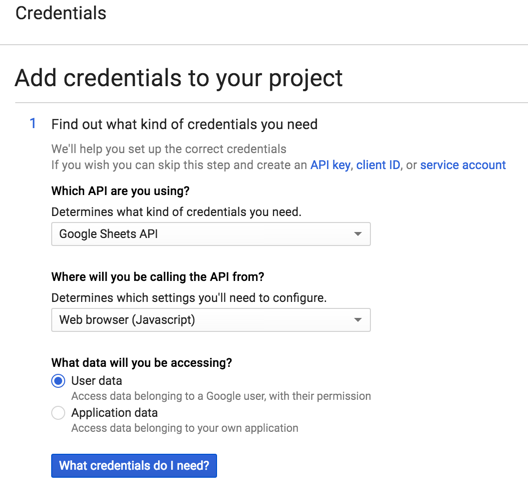 Credentials
Add credentials to your project
1 Find out what kind of credentials you need
We'll help you set up the correct credentials
If you wish you can skip this step and create an API key, client ID, or service account
Which API are you using?
Determines what kind of credentials you need.
Google Sheets API
Where will you be calling the API from?
Determines which settings you'll need to configure.
Web browser (Javascript)
What data will you be accessing?
User data
Access data belonging to a Google user, with their permission
Application data
Access data belonging to your own application
What credentials do I need?